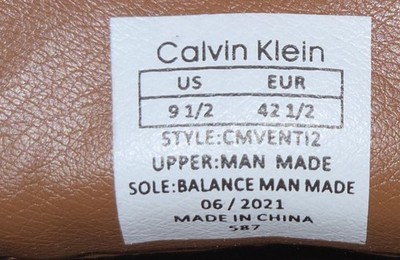 Calvin Klein
US EUR
9 1/2 42 1/2
STYLE:CMVENTI2
UPPER:MAN MADE
SOLE:BALANCE MAN MADE
06 / 2021
MADE IN CHINA
587